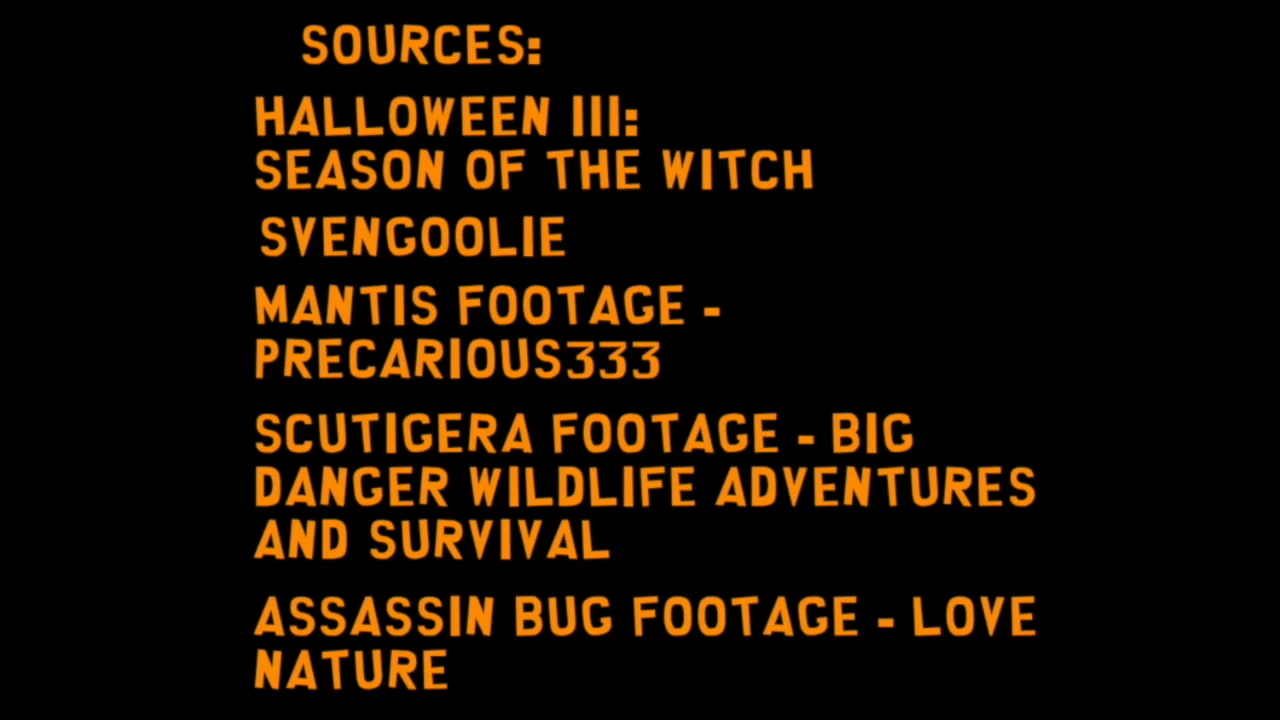 SOURCES:
HALLOWEEN III:
SEASON OF THE WITCH
SVENGOOLIE
MANTIS FOOTAGE -
PRECARIOUS333
SCUTIGERA FOOTAGE - BIG
DANGER WILDLIFE ADVENTURES
AND SURVIVAL
ASSASSIN BUG FOOTAGE - LOVE
NATURE